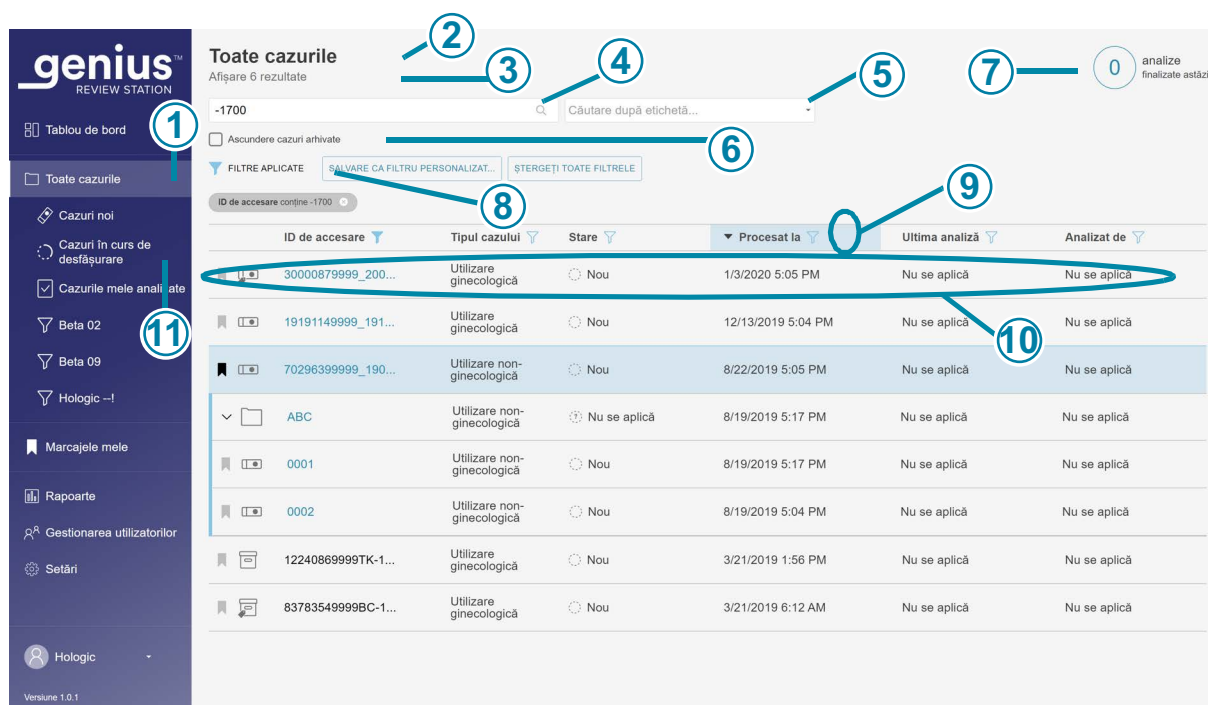 genius™
REVIEW STATION
Tablou de bord
1
Toate cazurile
Cazuri noi
Cazuri în curs de
desfășurare
Cazurile mele analizate
11
Beta 02
Beta 09
Hologic –!
Marcajele mele
Rapoarte
Gestionarea utilizatorilor
Setări
Hologic
Versiune 1.0.1
Toate cazurile
2
Afișare 6 rezultate
3
4
5
7
0
analize
finalizate astăzi
-1700
Căutare după etichetă...
Ascundere cazuri arhivate
6
FILTRE APLICATE
SALVARE CA FILTRU PERSONALIZAT...
ȘTERGEȚI TOATE FILTRELE
8
9
ID de accesare conține -1700
ID de accesare Tipul cazului Stare Procesat la Ultima analiză Analizat de
30000879999_200... Utilizare ginecologică Nou 1/3/2020 5:05 PM Nu se aplică Nu se aplică
10
19191149999_191... Utilizare ginecologică Nou 12/13/2019 5:04 PM Nu se aplică Nu se aplică
70296399999_190... Utilizare non-ginecologică Nou 8/22/2019 5:05 PM Nu se aplică Nu se aplică
ABC Utilizare non-ginecologică ? Nu se aplică 8/19/2019 5:17 PM Nu se aplică Nu se aplică
0001 Utilizare non-ginecologică Nou 8/19/2019 5:17 PM Nu se aplică Nu se aplică
0002 Utilizare non-ginecologică Nou 8/19/2019 5:04 PM Nu se aplică Nu se aplică
12240869999TK-1... Utilizare ginecologică Nou 3/21/2019 1:56 PM Nu se aplică Nu se aplică
83783549999BC-1... Utilizare ginecologică Nou 3/21/2019 6:12 AM Nu se aplică Nu se aplică